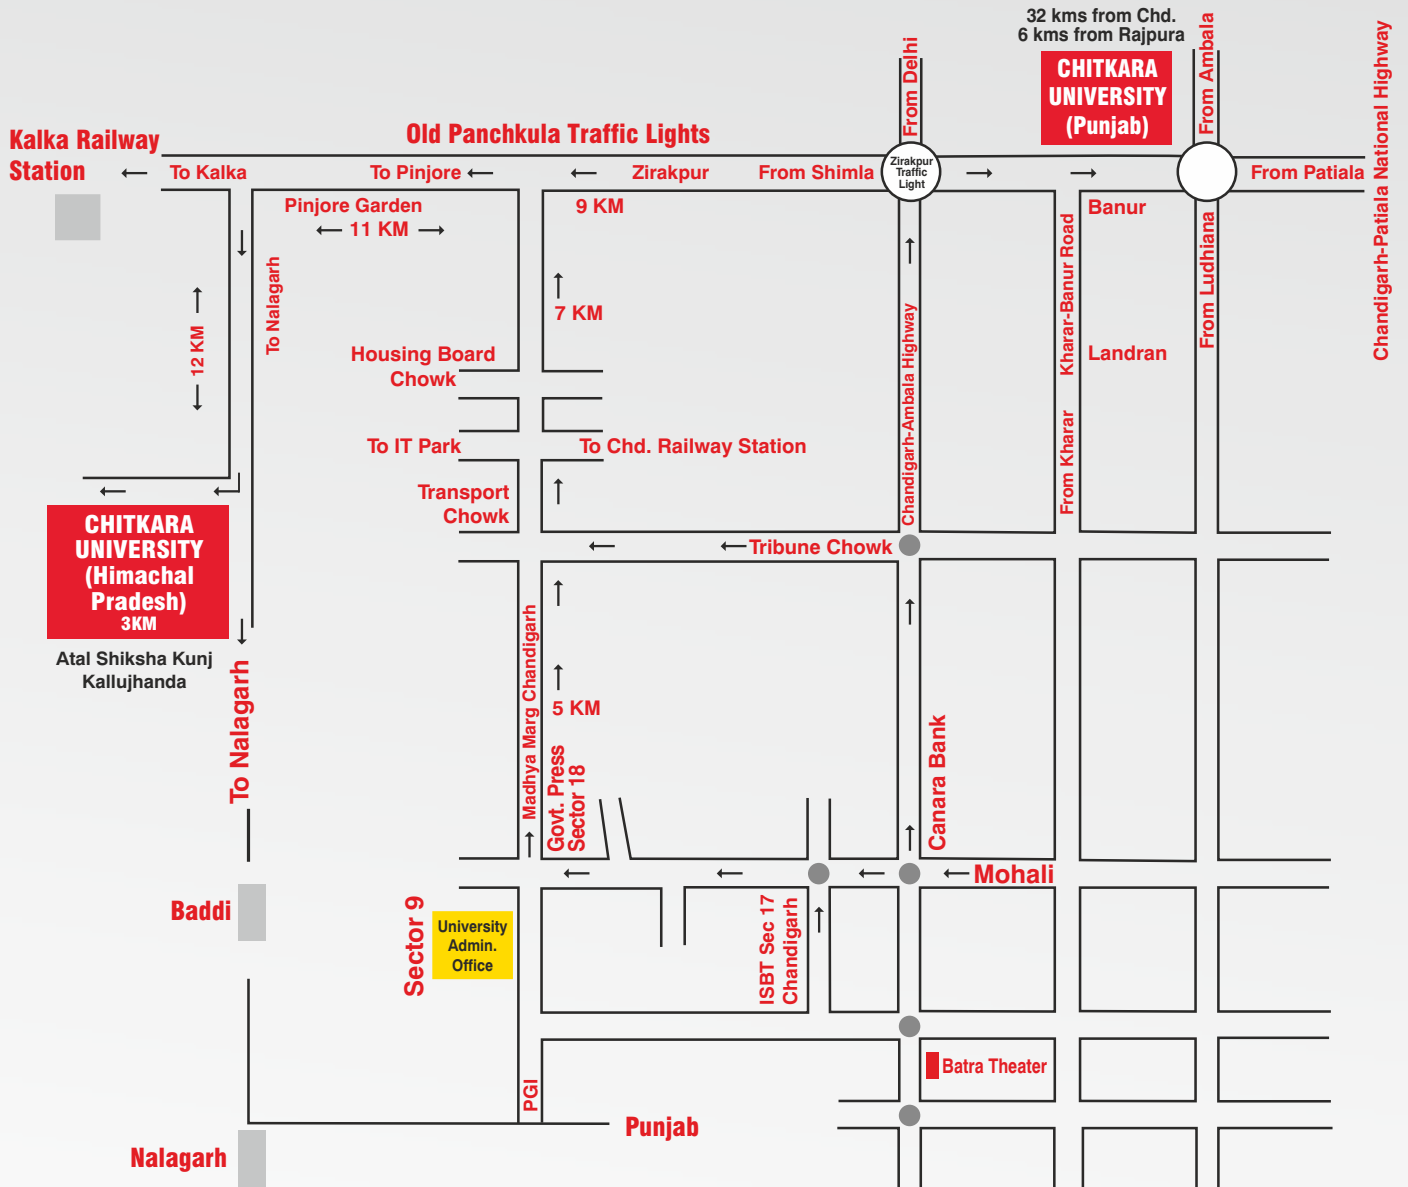 32 kms from Chd.
6 kms from Rajpura
CHITKARA
UNIVERSITY
(Punjab)
From Delhi
From Ambala
Chandigarh-Patiala National Highway
Old Panchkula Traffic Lights
Kalka Railway
Station
To Kalka
To Pinjore
Zirakpur
From Shimla
Zirakpur
Traffic
Light
From Patiala
Pinjore Garden
11 KM
9 KM
Banur
Kharar-Banur Road
From Ludhiana
To Nalagarh
12 KM
7 KM
Housing Board
Chowk
Landran
Chandigarh-Ambala Highway
From Kharar
To IT Park
To Chd. Railway Station
Transport
Chowk
Tribune Chowk
CHITKARA
UNIVERSITY
(Himachal
Pradesh)
3KM
Atal Shiksha Kunj
Kallujhanda
To Nalagarh
Madhya Marg Chandigarh
5 KM
Govt. Press
Sector 18
Canara Bank
Mohali
Baddi
Sector 9
University
Admin.
Office
ISBT Sec 17
Chandigarh
Batra Theater
PGI
Punjab
Nalagarh